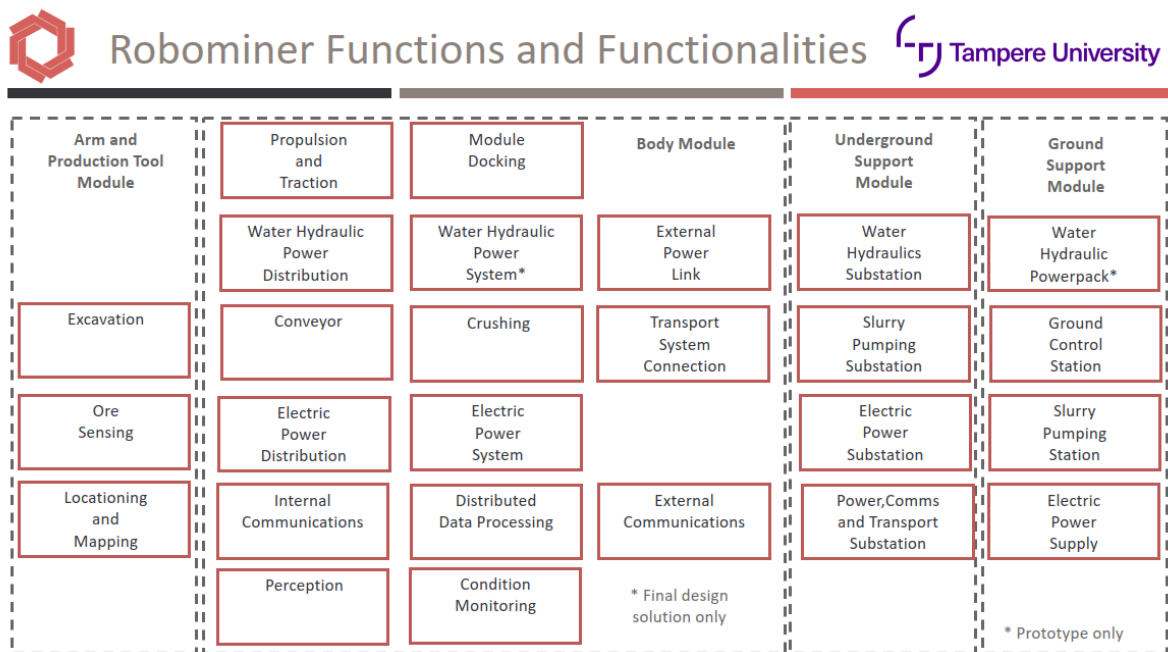 Robominer Functions and Functionalities
Tampere University
Arm and
Production Tool
Module
Excavation
Ore
Sensing
Locationing
and
Mapping
Propulsion
and
Traction
Module
Docking
Body Module
Water Hydraulic
Power
Distribution
Water Hydraulic
Power
System*
External
Power
Link
Conveyor
Crushing
Transport
System
Connection
Electric
Power
Distribution
Electric
Power
System
Internal
Communications
Distributed
Data Processing
External
Communications
Perception
Condition
Monitoring
* Final design
solution only
Underground
Support
Module
Water
Hydraulics
Substation
Slurry
Pumping
Substation
Electric
Power
Substation
Power,Comms
and Transport
Substation
Ground
Support
Module
Water
Hydraulic
Powerpack*
Ground
Control
Station
Slurry
Pumping
Station
Electric
Power
Supply
* Prototype only